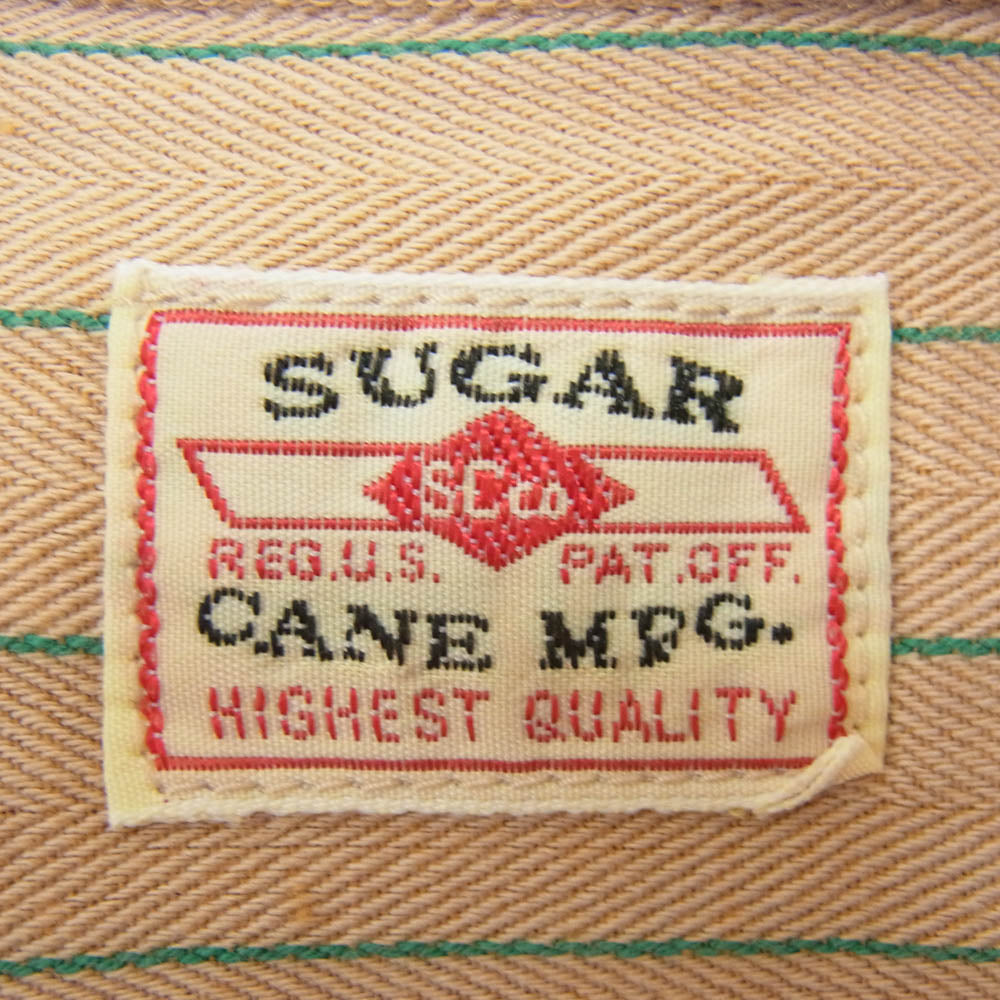 SUGAR
SCm
REG.U.S. PAT.OFF.
CANE MFG.
HIGHEST QUALITY